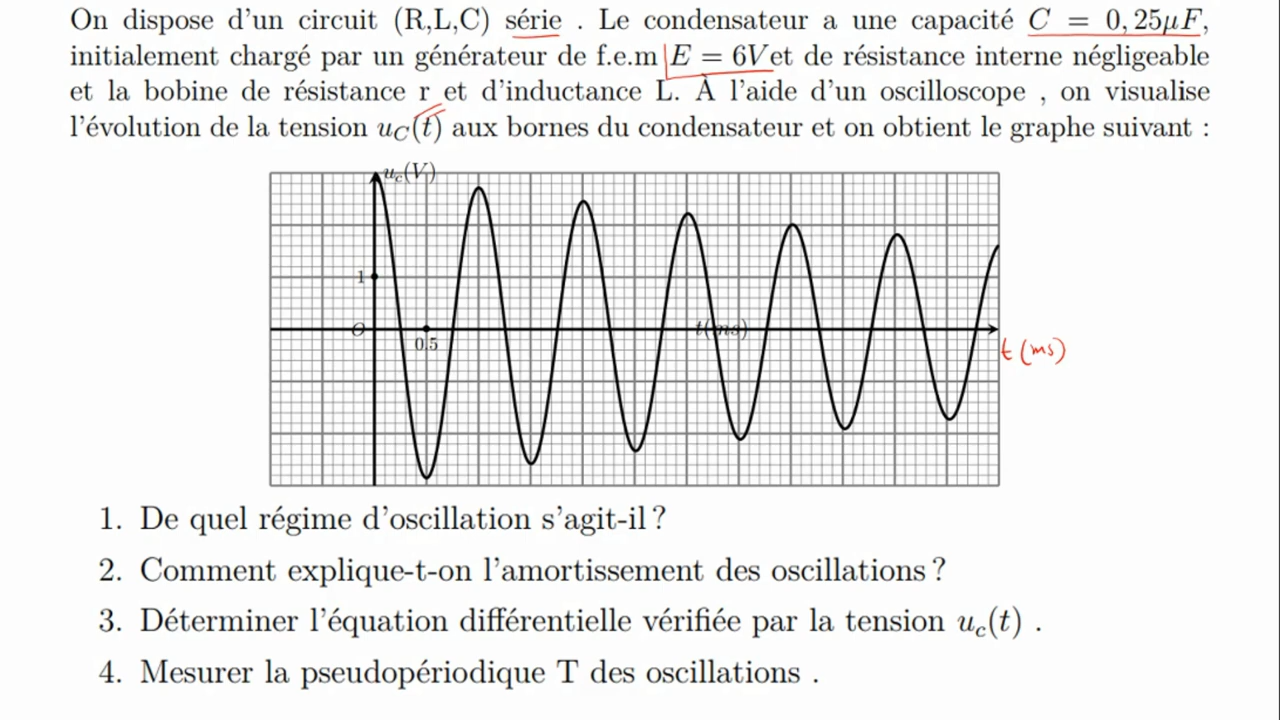 On dispose d'un circuit (R,L,C) série . Le condensateur a une capacité C = 0,25μF,
initialement chargé par un générateur de f.e.m E = 6V et de résistance interne négligeable
et la bobine de résistance r et d'inductance L. À l'aide d'un oscilloscope , on visualise
l'évolution de la tension uC(t) aux bornes du condensateur et on obtient le graphe suivant :
uc(V)
1
O
t(ms)
0.5
t (ms)
1. De quel régime d'oscillation s'agit-il ?
2. Comment explique-t-on l'amortissement des oscillations ?
3. Déterminer l'équation différentielle vérifiée par la tension uc(t) .
4. Mesurer la pseudopériodique T des oscillations .